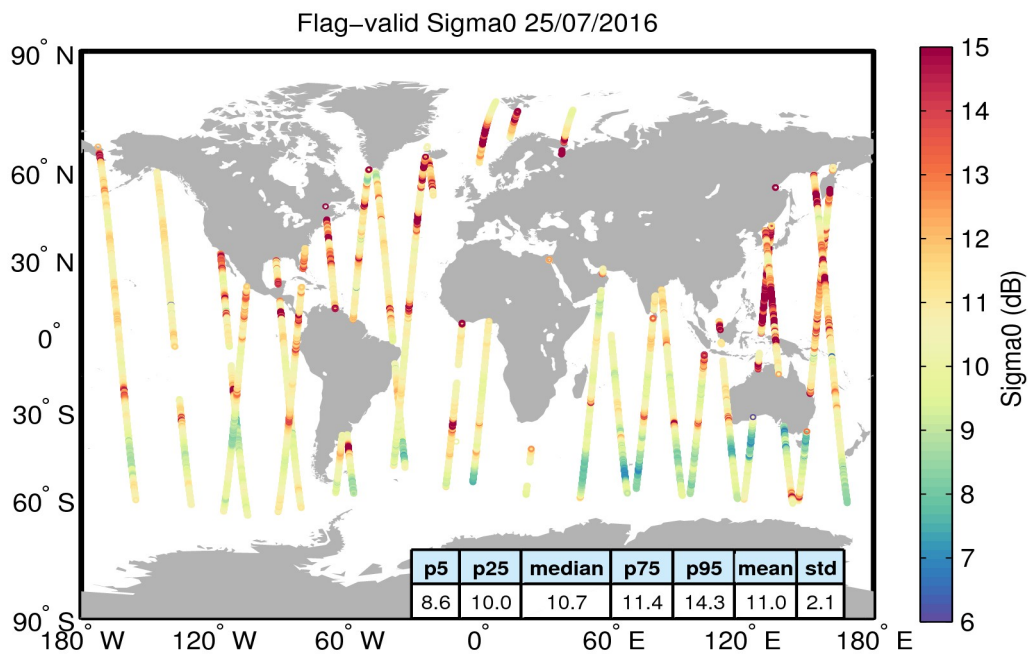 Flag−valid Sigma0 25/07/2016
90° N
60° N
30° N
0°
30° S
60° S
90° S
180° W
120° W
60° W
0°
60° E
120° E
180° E
p5 p25 median p75 p95 mean std
8.6 10.0 10.7 11.4 14.3 11.0 2.1
15
14
13
12
11
10
9
8
7
6
Sigma0 (dB)